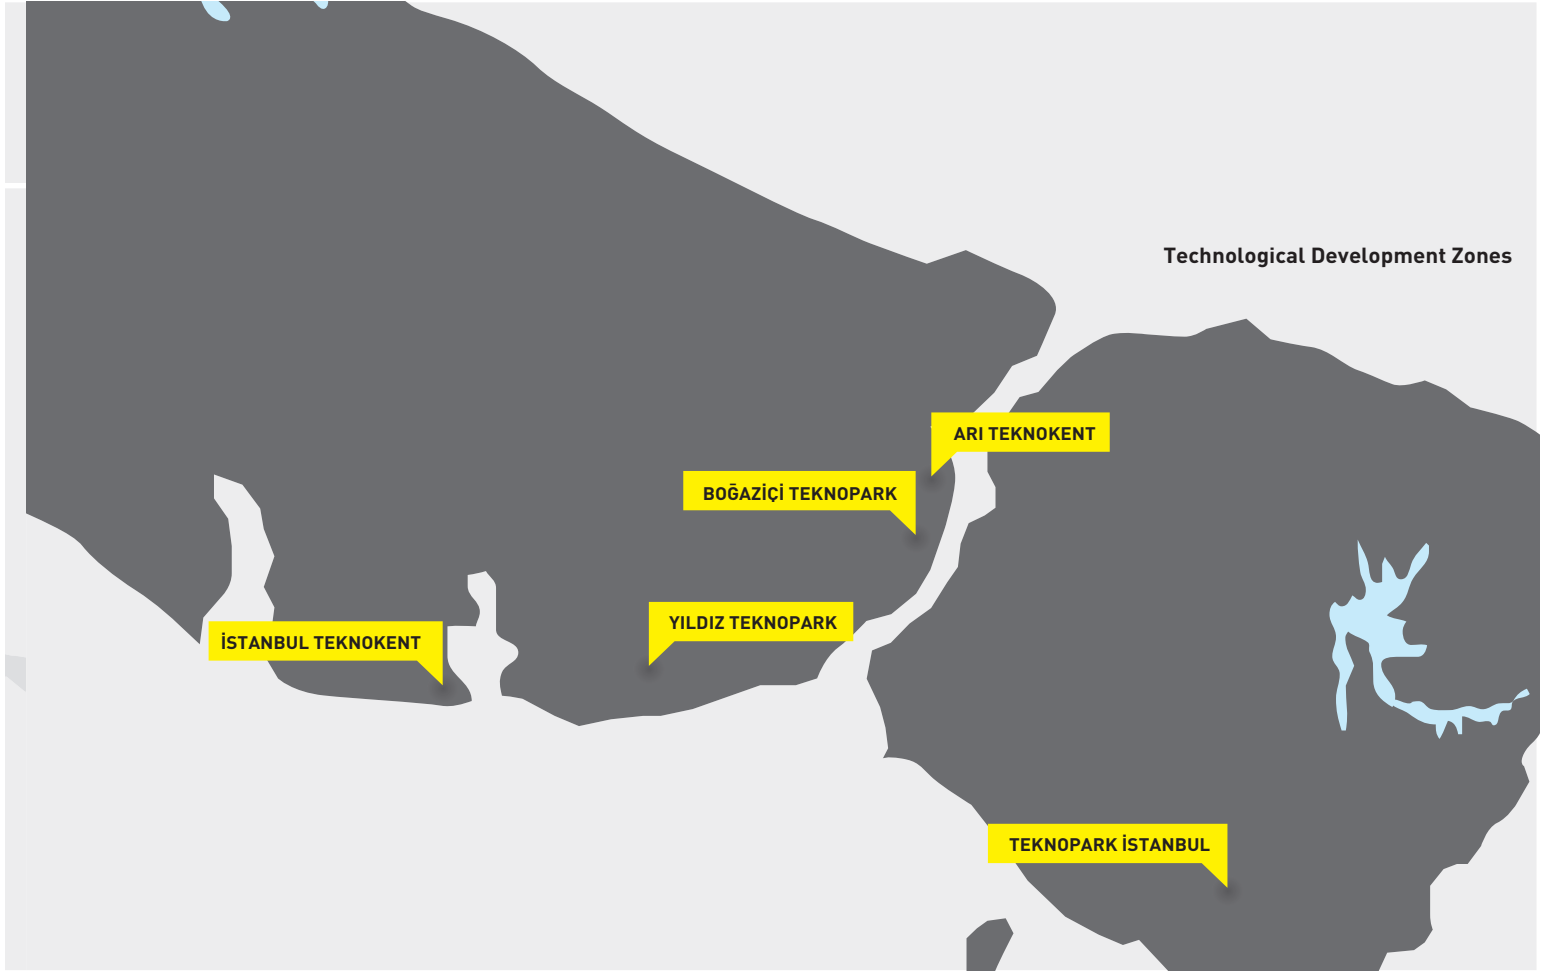 Technological Development Zones
ARI TEKNOKENT
BOĞAZİÇİ TEKNOPARK
YILDIZ TEKNOPARK
İSTANBUL TEKNOKENT
TEKNOPARK İSTANBUL